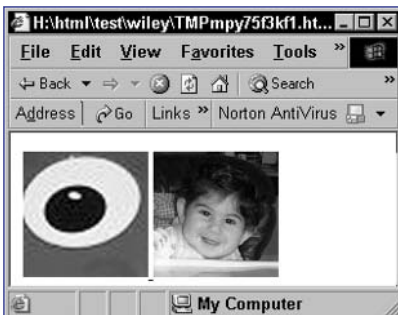 H:\html\test\wiley\TMPmpy75f3kf1.ht...
File Edit View Favorites Tools »
Back Search »
Address Go Links » Norton AntiVirus
My Computer